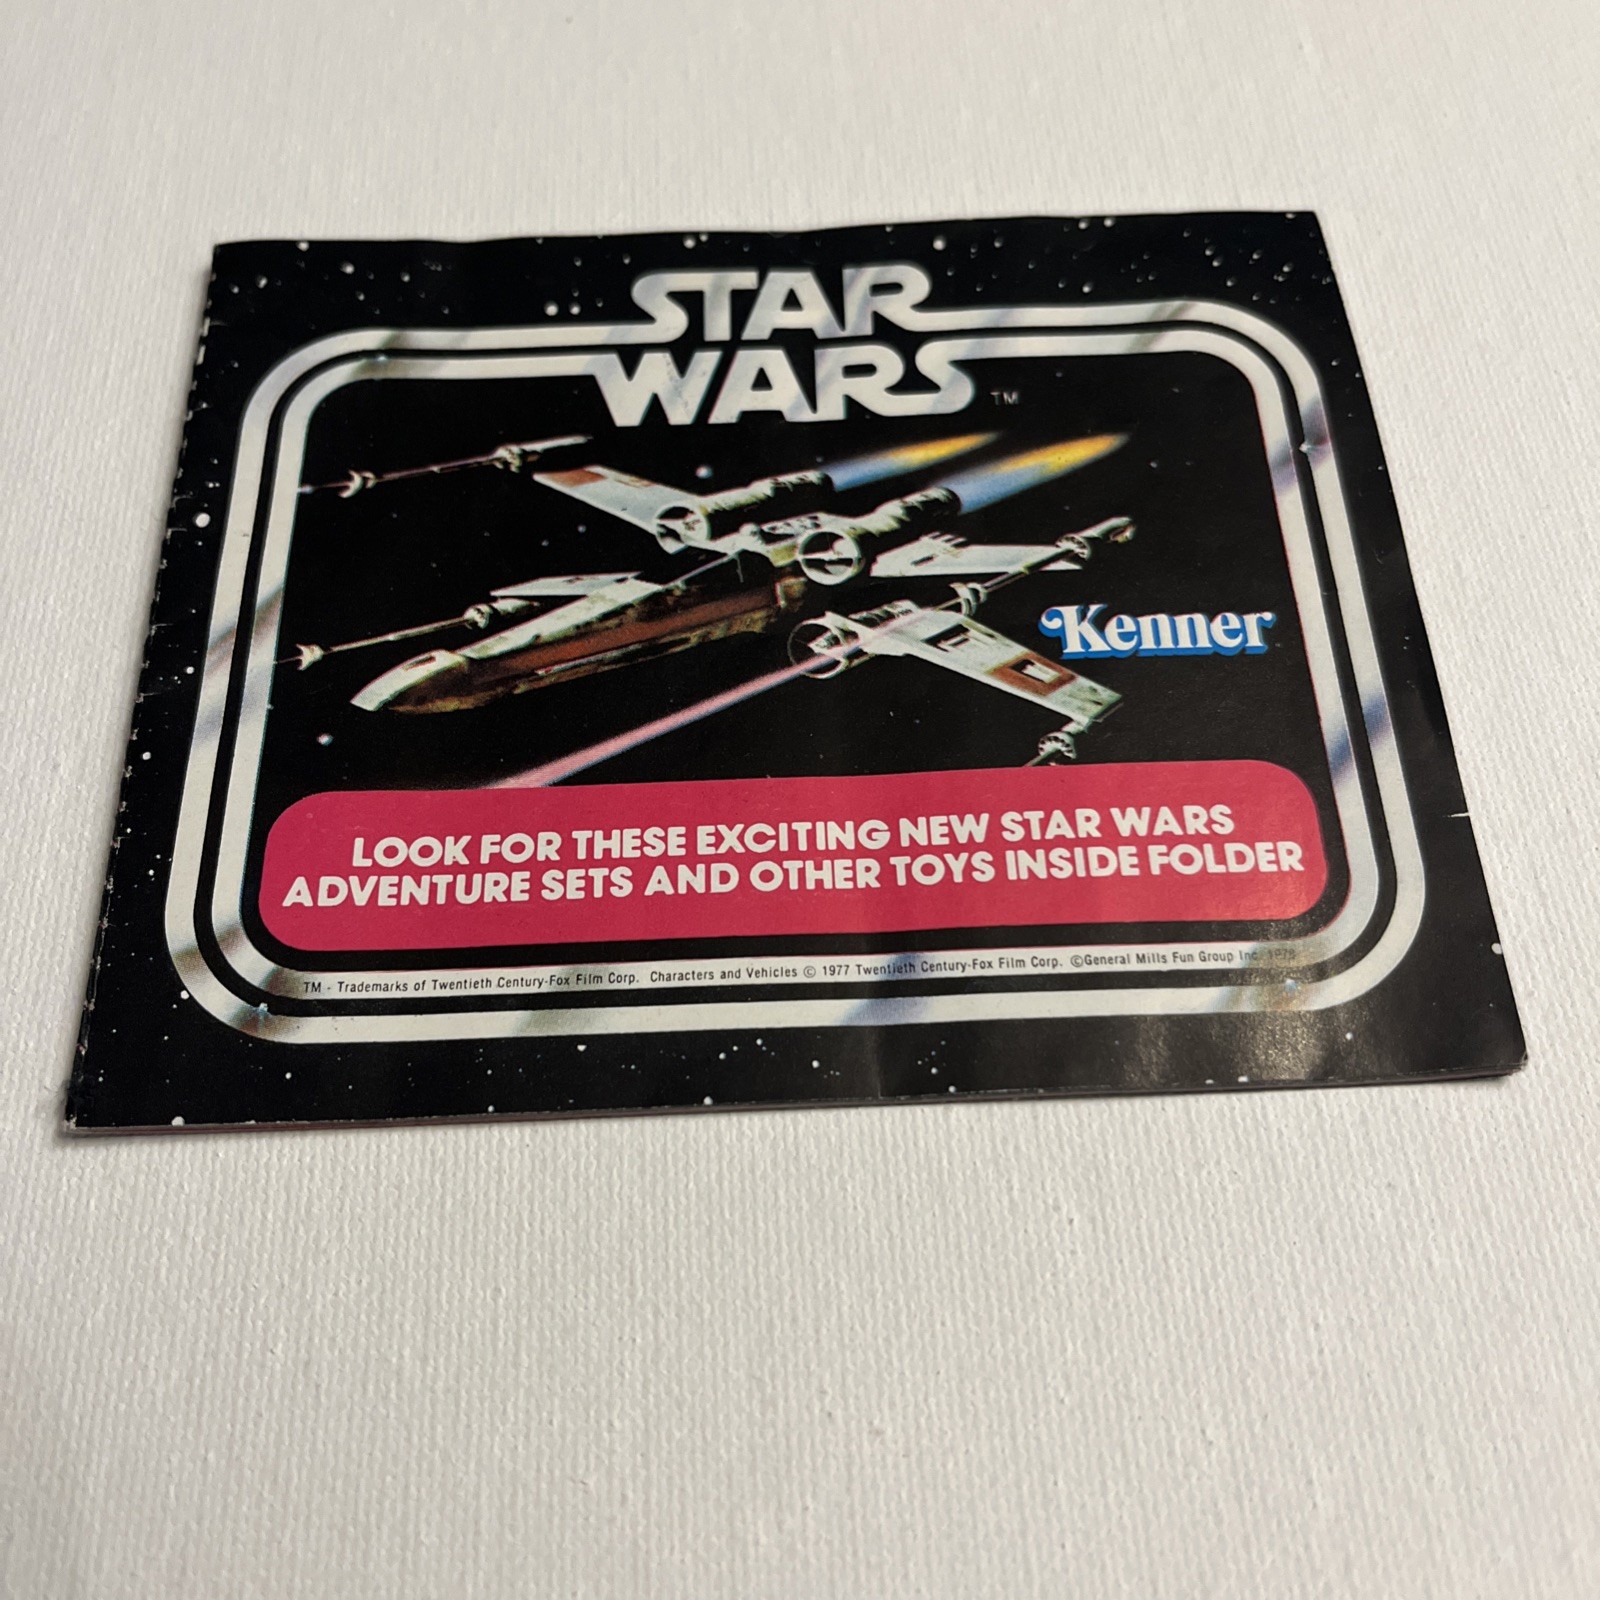 STAR
WARS ™
Kenner
LOOK FOR THESE EXCITING NEW STAR WARS
ADVENTURE SETS AND OTHER TOYS INSIDE FOLDER
TM - Trademarks of Twentieth Century-Fox Film Corp. Characters and Vehicles © 1977 Twentieth Century-Fox Film Corp. ©General Mills Fun Group Inc. 1978